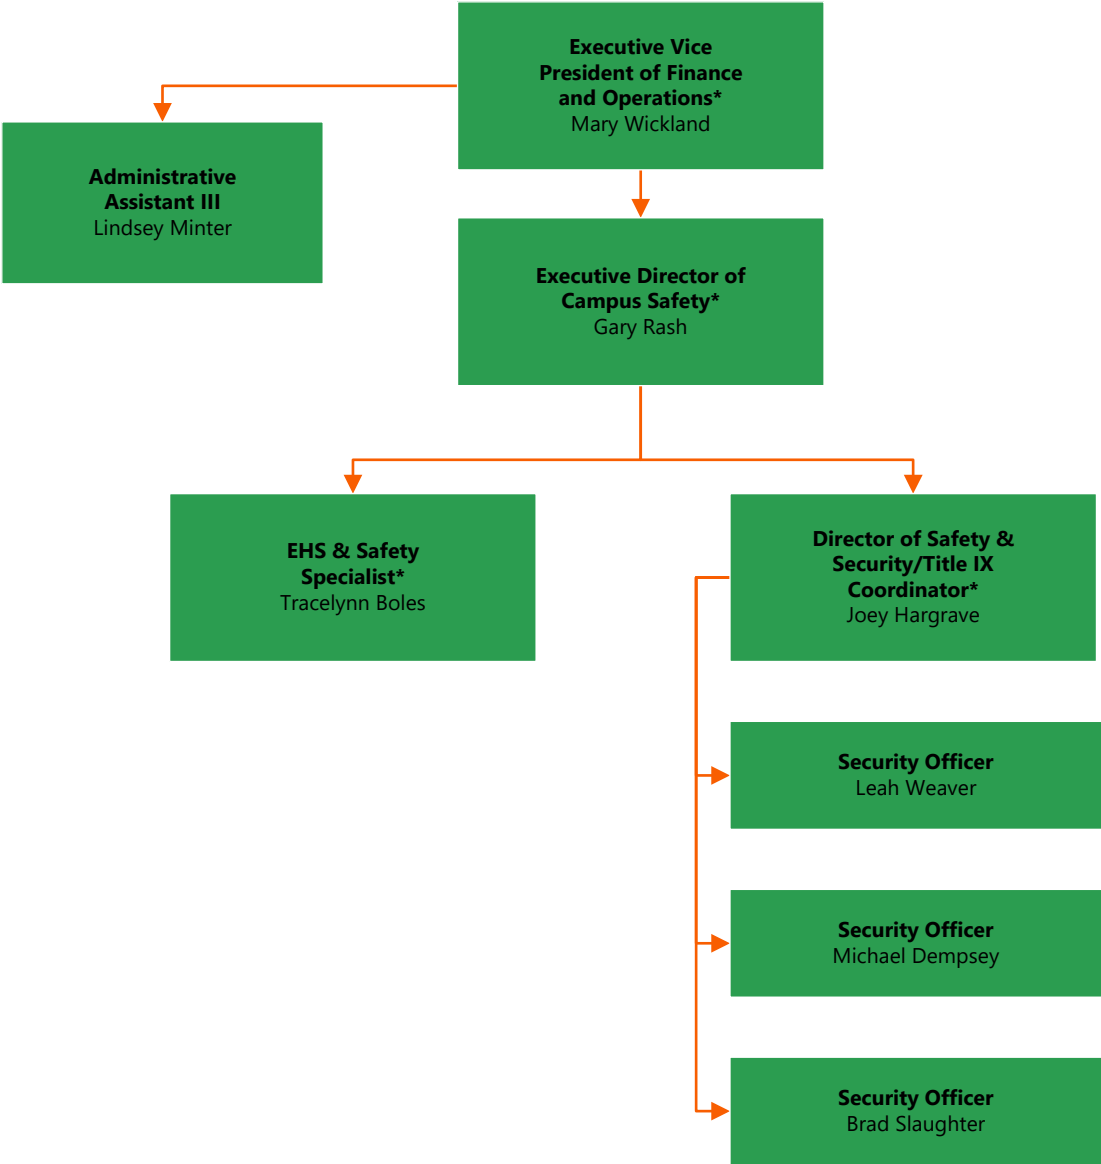 Executive Vice
President of Finance
and Operations*
Mary Wickland
Administrative
Assistant III
Lindsey Minter
Executive Director of
Campus Safety*
Gary Rash
EHS & Safety
Specialist*
Tracelynn Boles
Director of Safety &
Security/Title IX
Coordinator*
Joey Hargrave
Security Officer
Leah Weaver
Security Officer
Michael Dempsey
Security Officer
Brad Slaughter